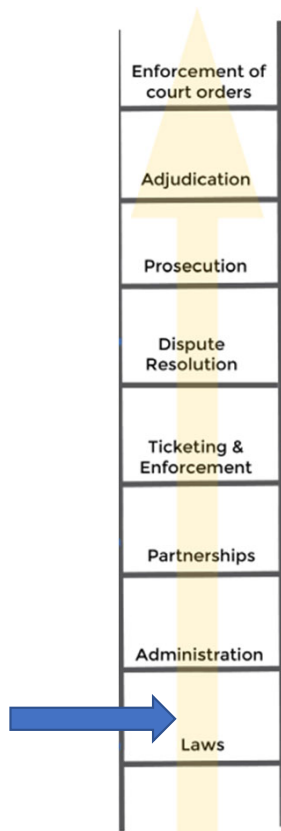 Enforcement of
court orders
Adjudication
Prosecution
Dispute
Resolution
Ticketing &
Enforcement
Partnerships
Administration
Laws